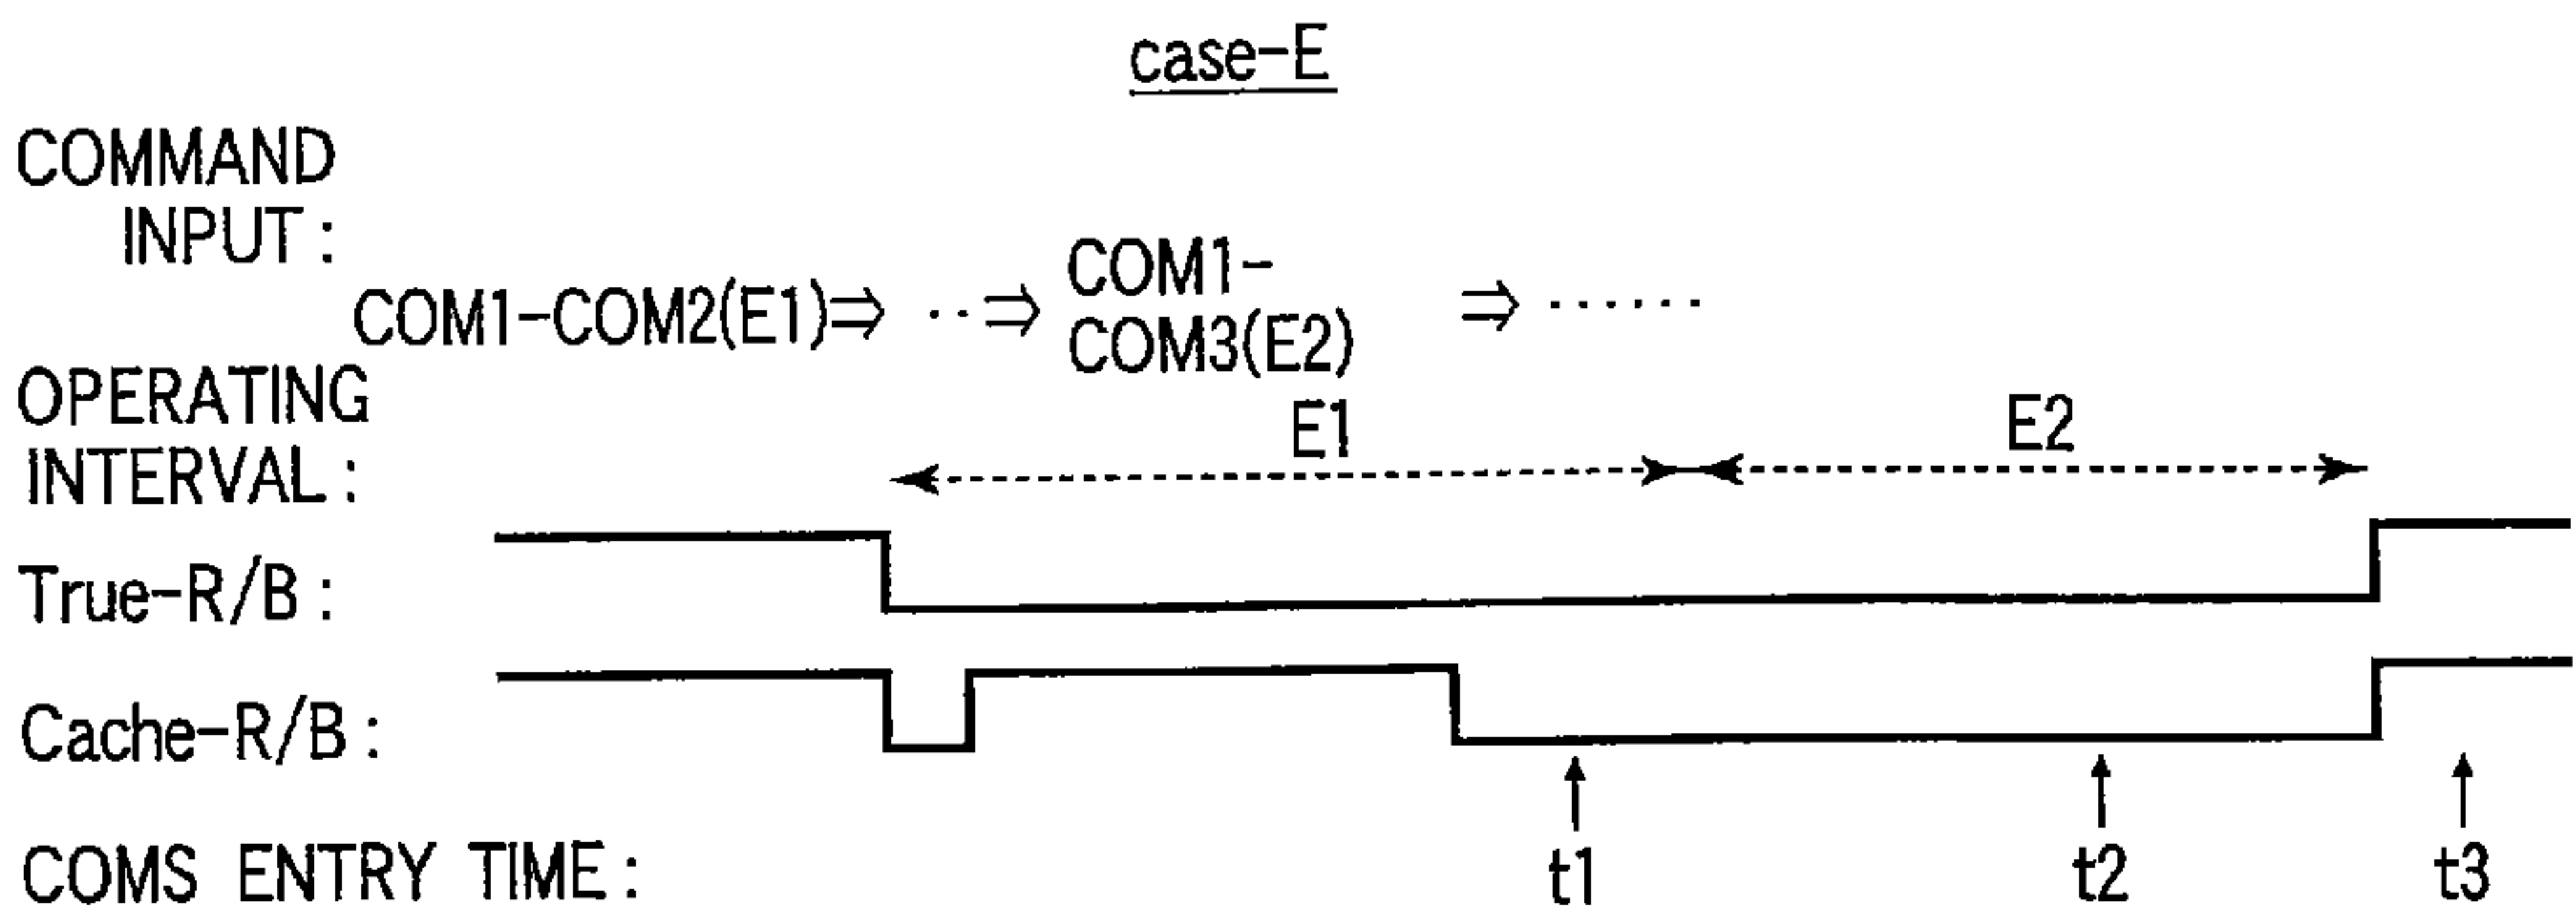 case-E
COMMAND
INPUT :
COM1-COM2(E1)⇒ ··⇒ COM1- ⇒ ······
COM3(E2)
OPERATING
INTERVAL :
E1 E2
True-R/B :
Cache-R/B :
COMS ENTRY TIME : t1 t2 t3